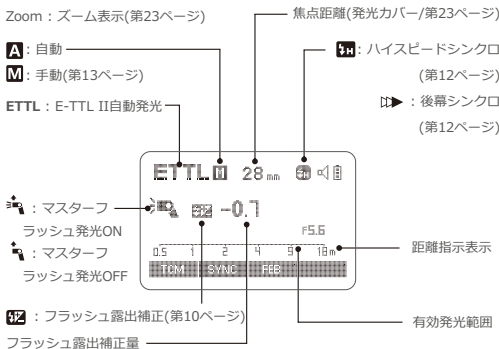 Zoom：ズーム表示(第23ページ)
焦点距離(発光カバー/第23ページ)
A：自動
M：手動(第13ページ)
H：ハイスピードシンクロ
(第12ページ)
：後幕シンクロ
(第12ページ)
ETTL：E-TTL II自動発光
ETTL M 28 mm
：マスターフ
ラッシュ発光ON
-0.7
F5.6
：マスターフ
ラッシュ発光OFF
0.5 1 2 4 9 18m
距離指示表示
TCM SYNC FEB
：フラッシュ露出補正(第10ページ)
有効発光範囲
フラッシュ露出補正量